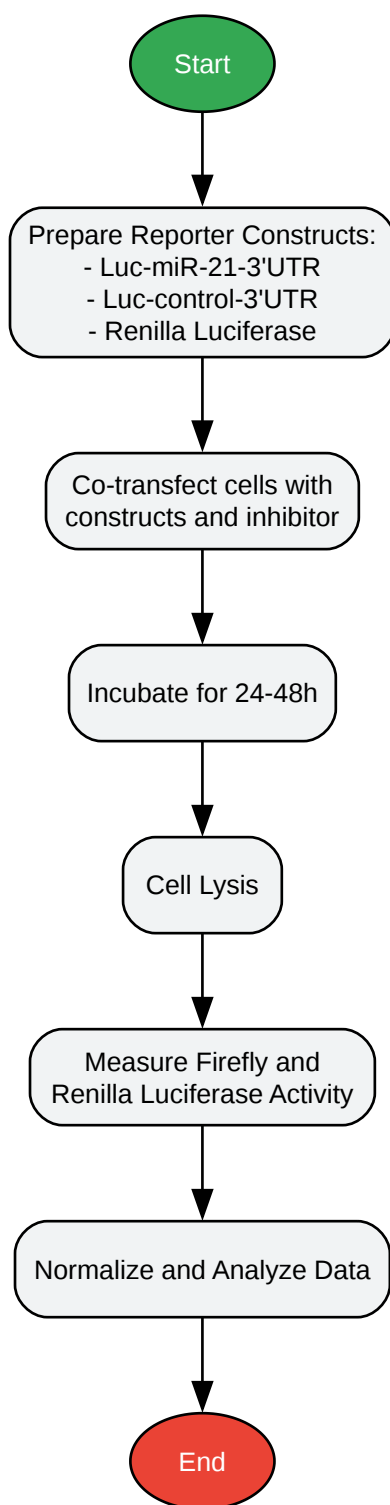 Start
Prepare Reporter Constructs:
- Luc-miR-21-3'UTR
- Luc-control-3'UTR
- Renilla Luciferase
Co-transfect cells with
constructs and inhibitor
Incubate for 24-48h
Cell Lysis
Measure Firefly and
Renilla Luciferase Activity
Normalize and Analyze Data
End